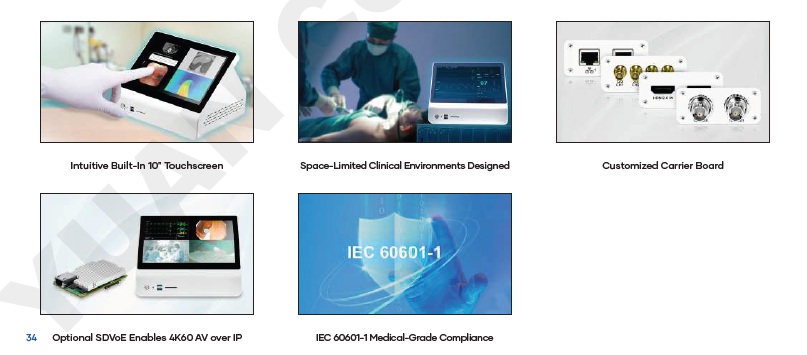 Intuitive Built-In 10" Touchscreen
Space-Limited Clinical Environments Designed
Customized Carrier Board
IEC 60601-1
34
Optional SDVoE Enables 4K60 AV over IP
IEC 60601-1 Medical-Grade Compliance
YUAN